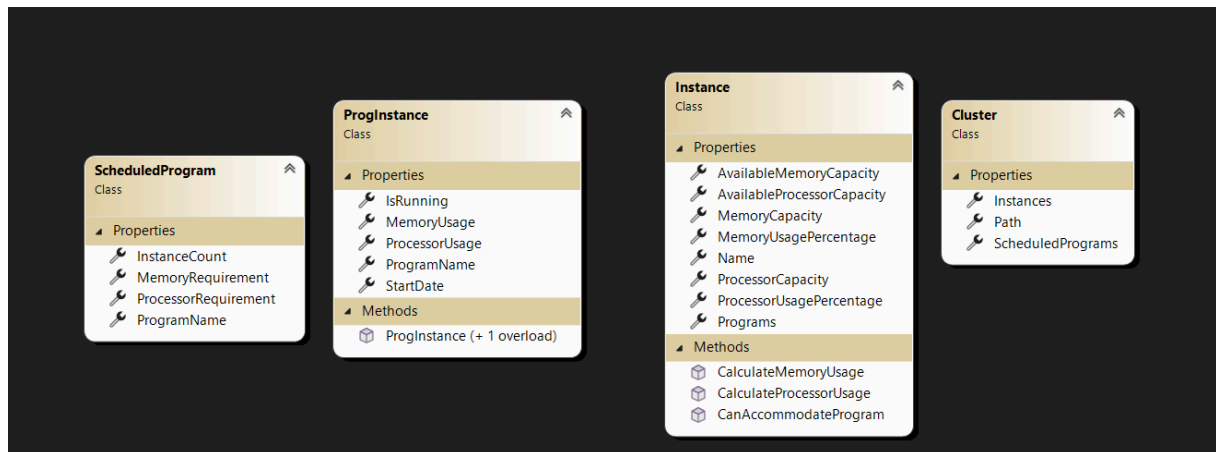 ScheduledProgram
Class
Properties
InstanceCount
MemoryRequirement
ProcessorRequirement
ProgramName
ProgInstance
Class
Properties
IsRunning
MemoryUsage
ProcessorUsage
ProgramName
StartDate
Methods
ProgInstance (+ 1 overload)
Instance
Class
Properties
AvailableMemoryCapacity
AvailableProcessorCapacity
MemoryCapacity
MemoryUsagePercentage
Name
ProcessorCapacity
ProcessorUsagePercentage
Programs
Methods
CalculateMemoryUsage
CalculateProcessorUsage
CanAccommodateProgram
Cluster
Class
Properties
Instances
Path
ScheduledPrograms